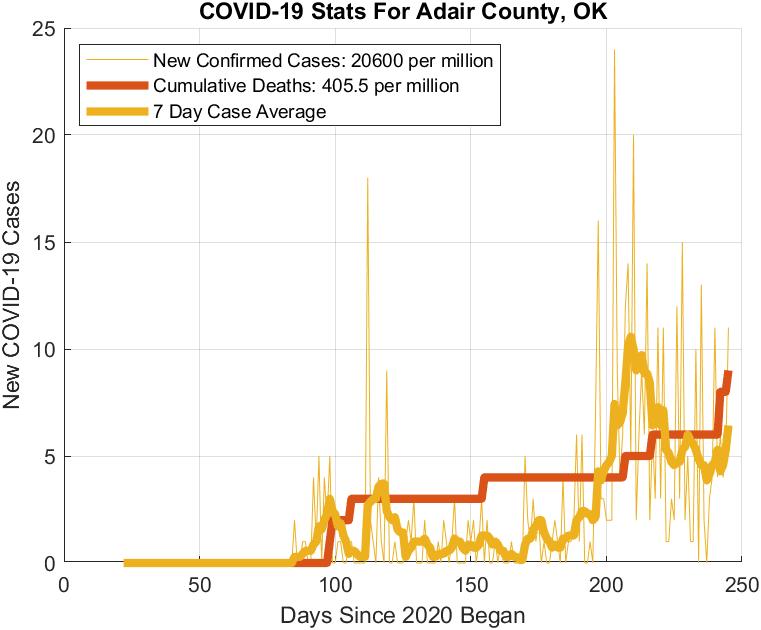 COVID-19 Stats For Adair County, OK
New Confirmed Cases: 20600 per million
Cumulative Deaths: 405.5 per million
7 Day Case Average
New COVID-19 Cases
25
20
15
10
5
0
0 50 100 150 200 250
Days Since 2020 Began